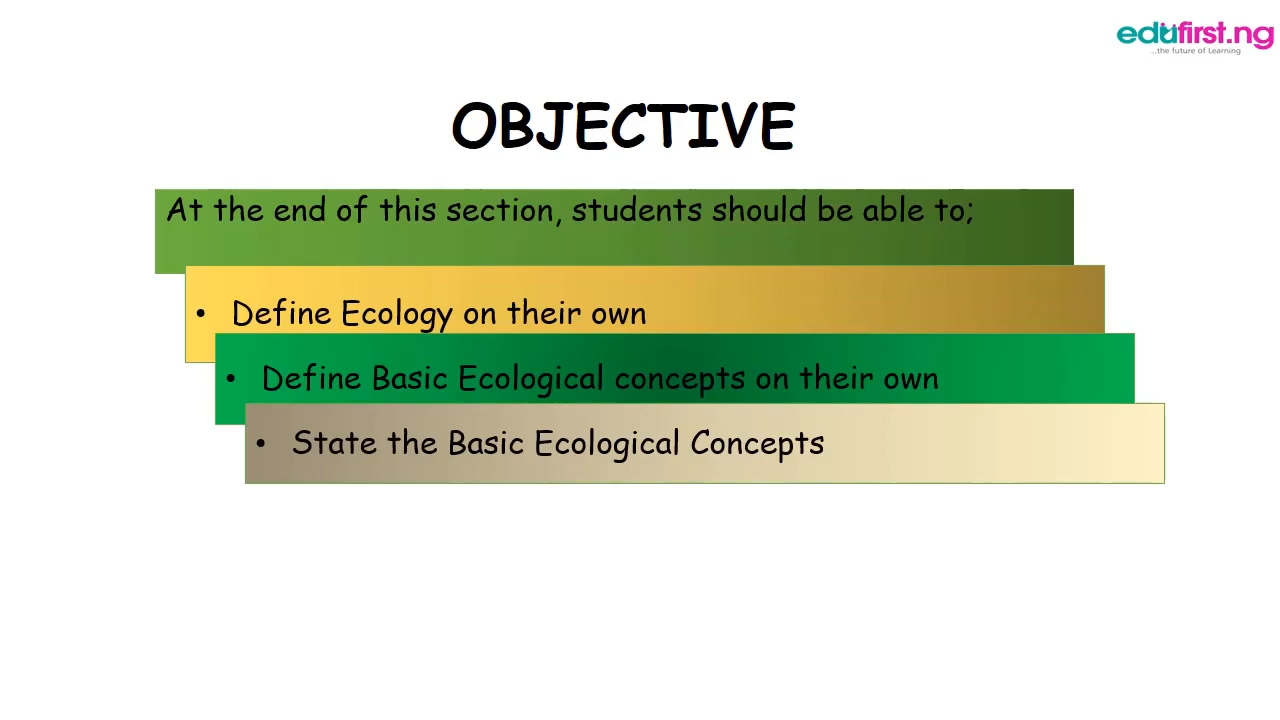 edufirst.ng
...the future of Learning
OBJECTIVE
At the end of this section, students should be able to;
• Define Ecology on their own
• Define Basic Ecological concepts on their own
• State the Basic Ecological Concepts